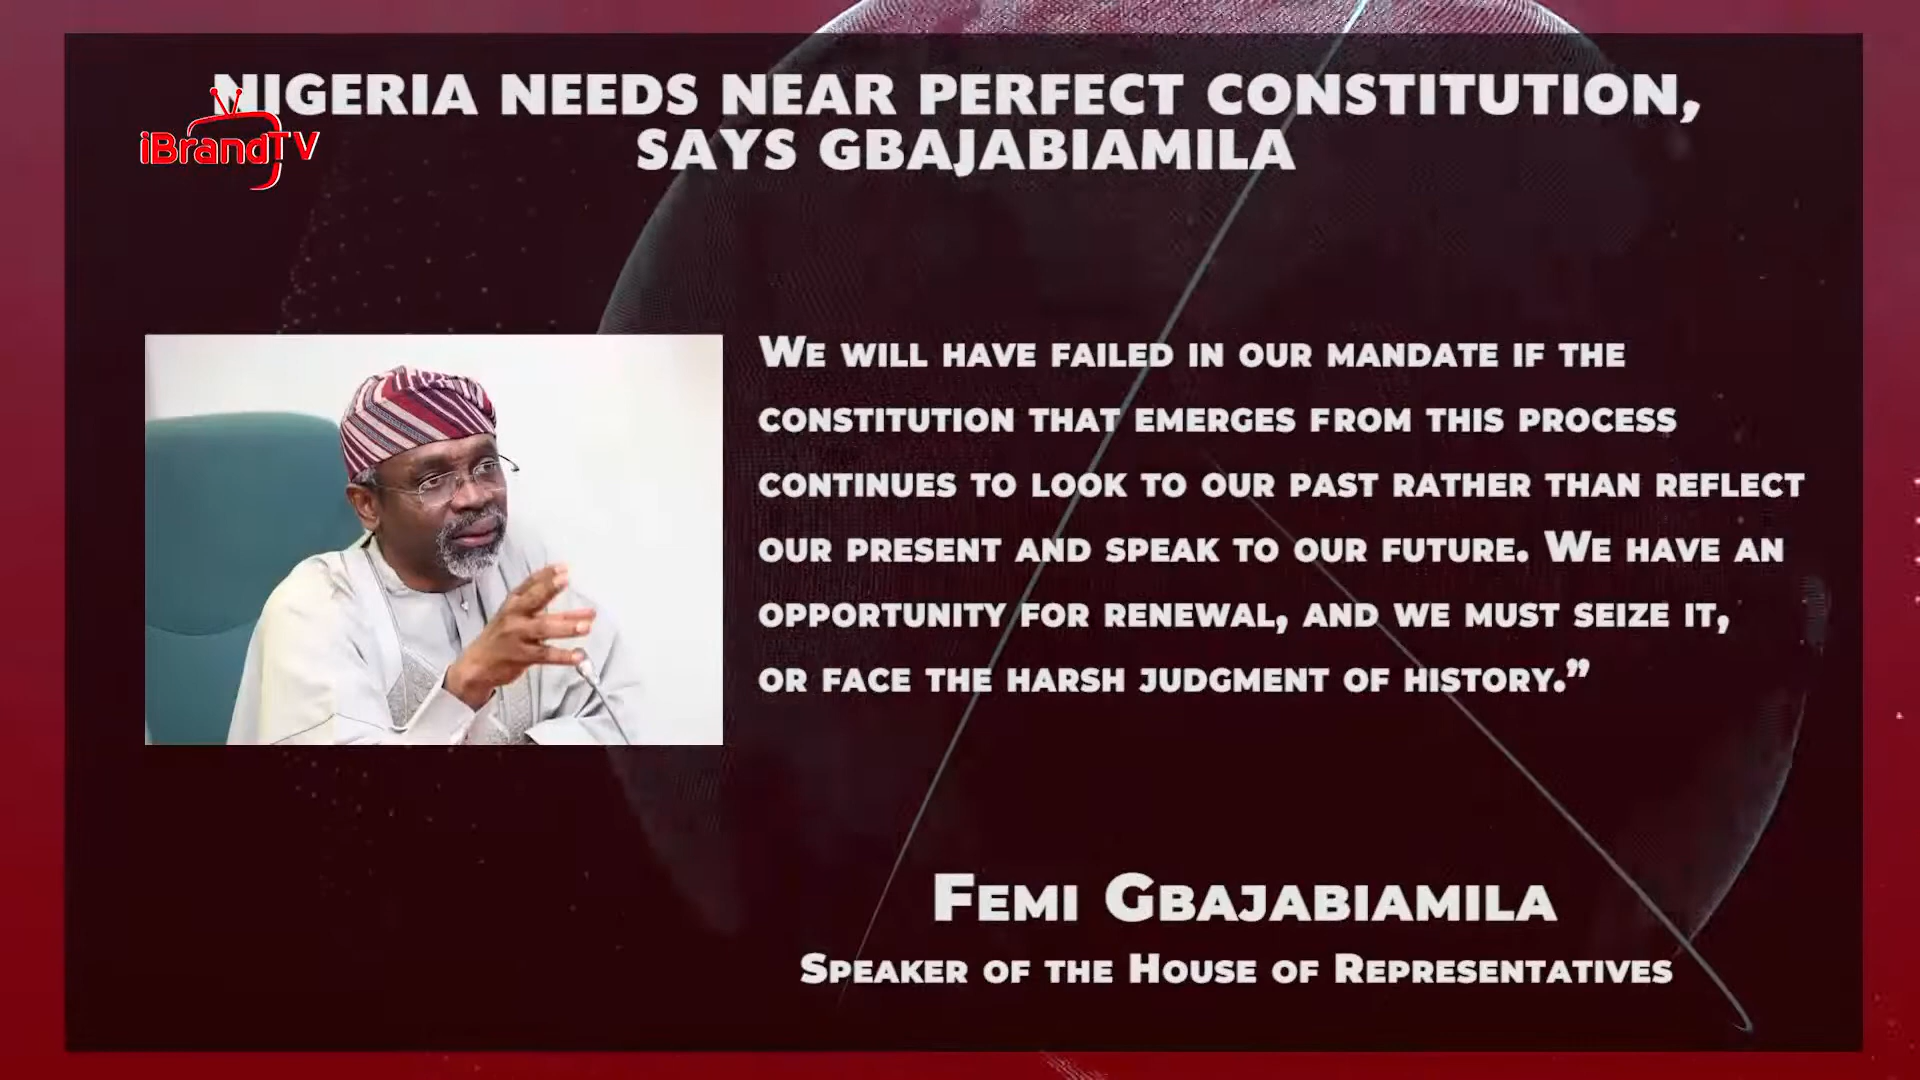 NIGERIA NEEDS NEAR PERFECT CONSTITUTION,
SAYS GBAJABIAMILA
iBrandTV
WE WILL HAVE FAILED IN OUR MANDATE IF THE
CONSTITUTION THAT EMERGES FROM THIS PROCESS
CONTINUES TO LOOK TO OUR PAST RATHER THAN REFLECT
OUR PRESENT AND SPEAK TO OUR FUTURE. WE HAVE AN
OPPORTUNITY FOR RENEWAL, AND WE MUST SEIZE IT,
OR FACE THE HARSH JUDGMENT OF HISTORY.”
FEMI GBAJABIAMILA
SPEAKER OF THE HOUSE OF REPRESENTATIVES